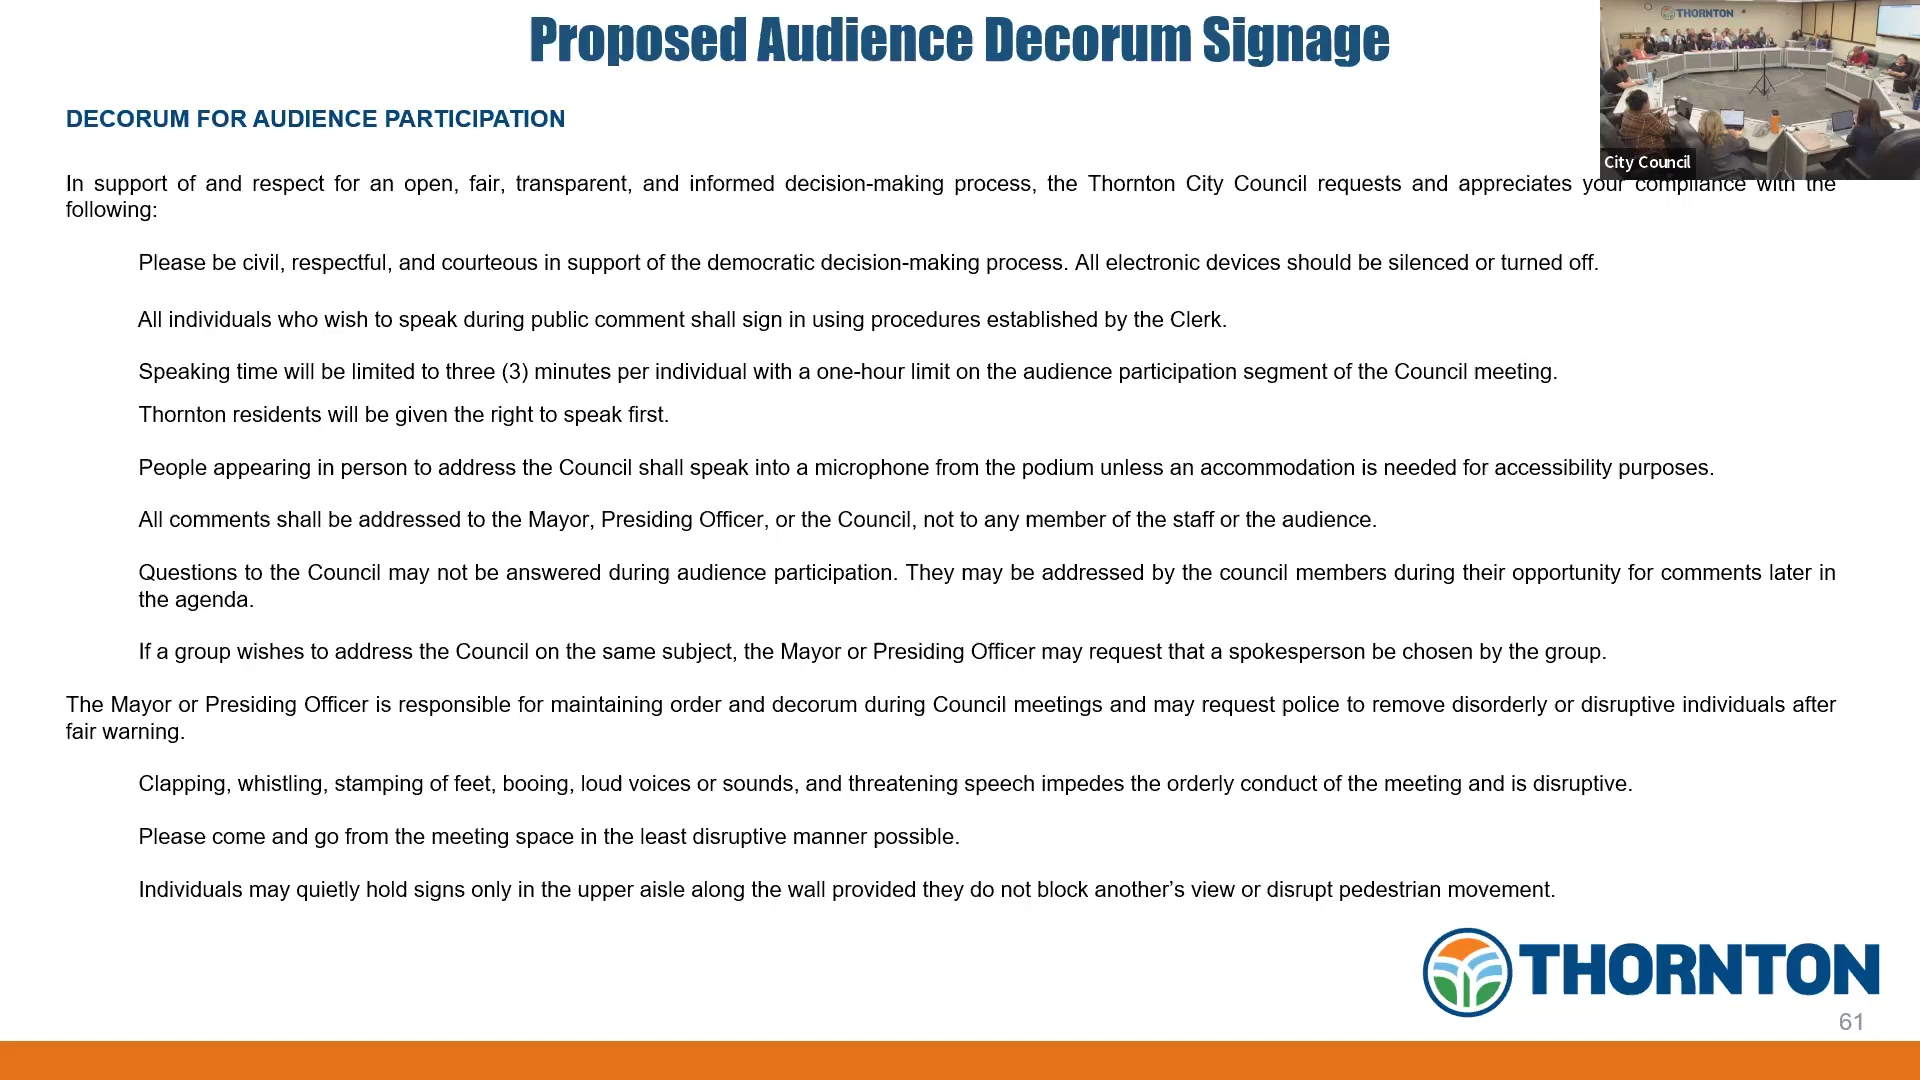 Proposed Audience Decorum Signage
THORNTON
City Council
DECORUM FOR AUDIENCE PARTICIPATION
In support of and respect for an open, fair, transparent, and informed decision-making process, the Thornton City Council requests and appreciates your compliance with the
following:
Please be civil, respectful, and courteous in support of the democratic decision-making process. All electronic devices should be silenced or turned off.
All individuals who wish to speak during public comment shall sign in using procedures established by the Clerk.
Speaking time will be limited to three (3) minutes per individual with a one-hour limit on the audience participation segment of the Council meeting.
Thornton residents will be given the right to speak first.
People appearing in person to address the Council shall speak into a microphone from the podium unless an accommodation is needed for accessibility purposes.
All comments shall be addressed to the Mayor, Presiding Officer, or the Council, not to any member of the staff or the audience.
Questions to the Council may not be answered during audience participation. They may be addressed by the council members during their opportunity for comments later in
the agenda.
If a group wishes to address the Council on the same subject, the Mayor or Presiding Officer may request that a spokesperson be chosen by the group.
The Mayor or Presiding Officer is responsible for maintaining order and decorum during Council meetings and may request police to remove disorderly or disruptive individuals after
fair warning.
Clapping, whistling, stamping of feet, booing, loud voices or sounds, and threatening speech impedes the orderly conduct of the meeting and is disruptive.
Please come and go from the meeting space in the least disruptive manner possible.
Individuals may quietly hold signs only in the upper aisle along the wall provided they do not block another's view or disrupt pedestrian movement.
THORNTON
61